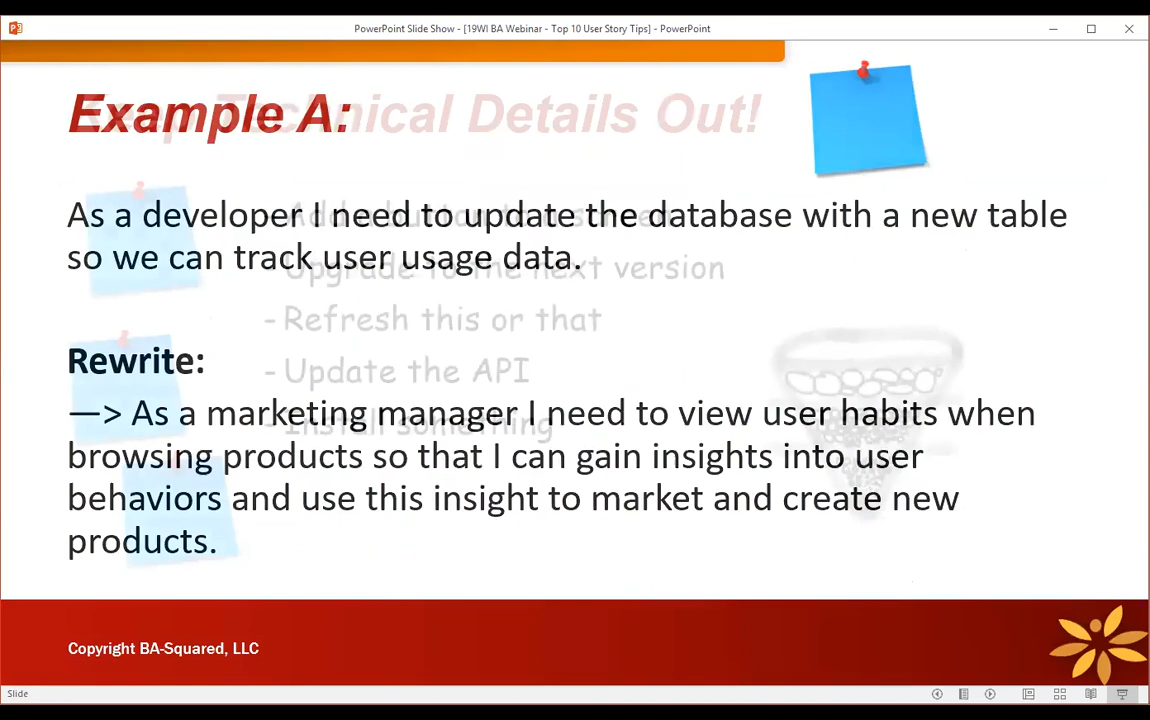 PowerPoint Slide Show - [19WI BA Webinar - Top 10 User Story Tips] - PowerPoint
Example A:
Technical Details Out!
As a developer I need to update the database with a new table
so we can track user usage data.
Upgrade to the next version
- Refresh this or that
Rewrite:
- Update the API
—> As a marketing manager I need to view user habits when
- Install something
browsing products so that I can gain insights into user
behaviors and use this insight to market and create new
products.
Copyright BA-Squared, LLC
Slide